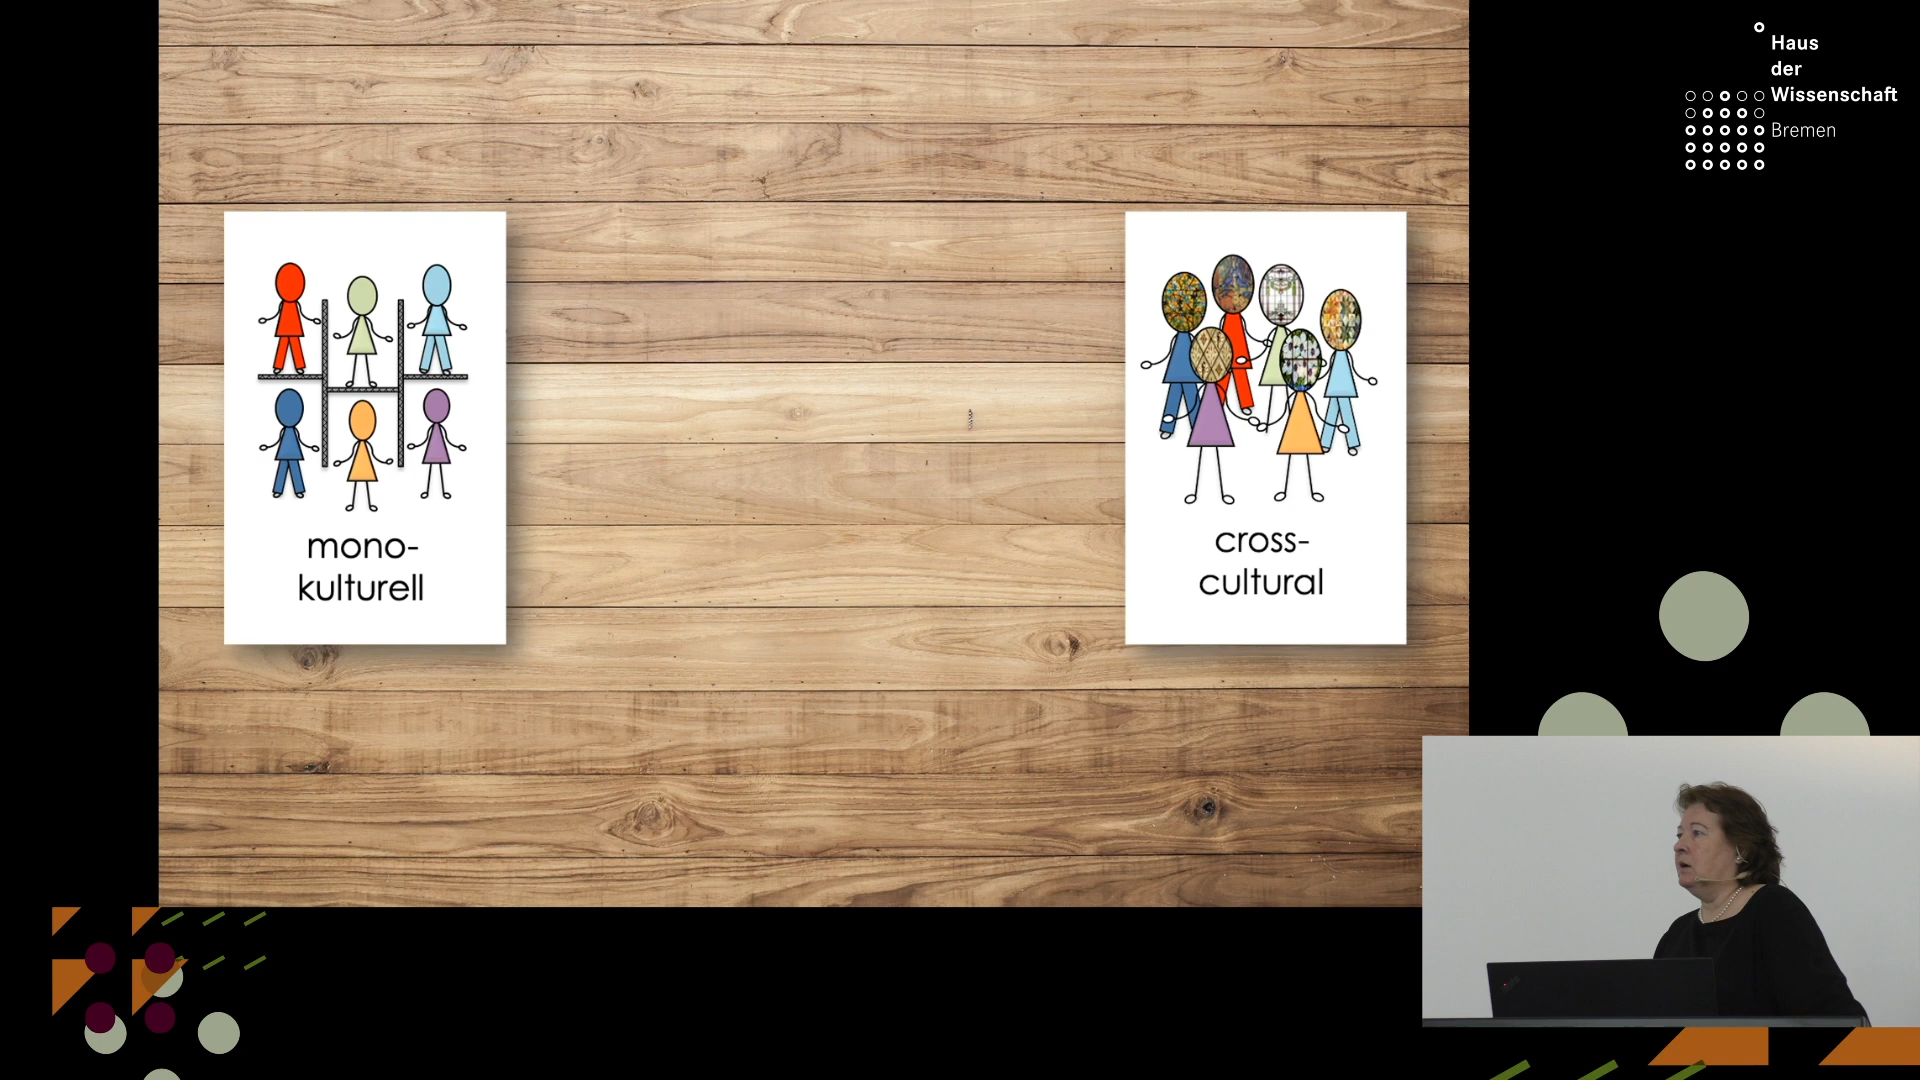 Haus
der
Wissenschaft
Bremen
mono-
kulturell
cross-
cultural